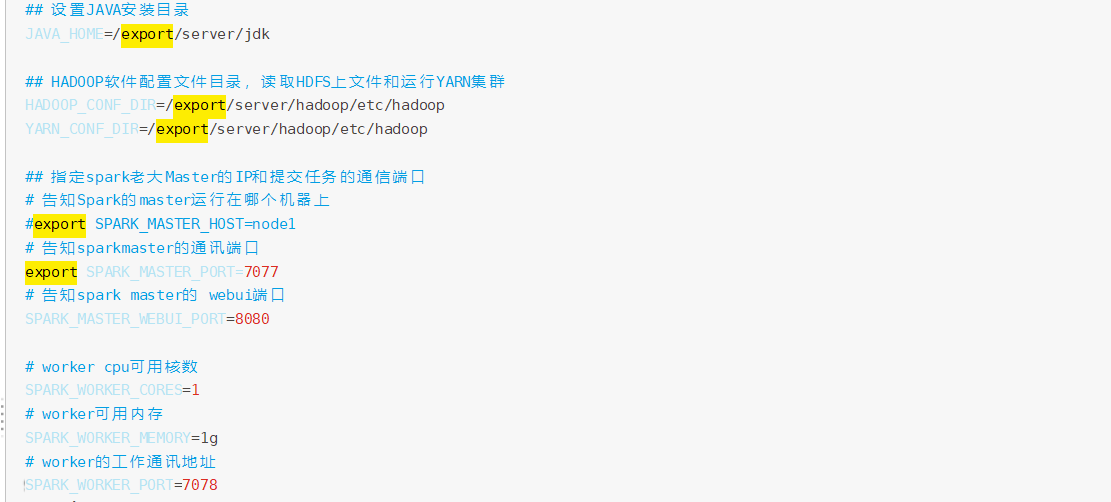 ## 设置JAVA安装目录
JAVA_HOME=/export/server/jdk
## HADOOP软件配置文件目录，读取HDFS上文件和运行YARN集群
HADOOP_CONF_DIR=/export/server/hadoop/etc/hadoop
YARN_CONF_DIR=/export/server/hadoop/etc/hadoop
## 指定spark老大Master的IP和提交任务的通信端口
# 告知Spark的master运行在哪个机器上
#export SPARK_MASTER_HOST=node1
# 告知sparkmaster的通讯端口
export SPARK_MASTER_PORT=7077
# 告知spark master的 webui端口
SPARK_MASTER_WEBUI_PORT=8080
# worker cpu可用核数
SPARK_WORKER_CORES=1
# worker可用内存
SPARK_WORKER_MEMORY=1g
# worker的工作通讯地址
SPARK_WORKER_PORT=7078